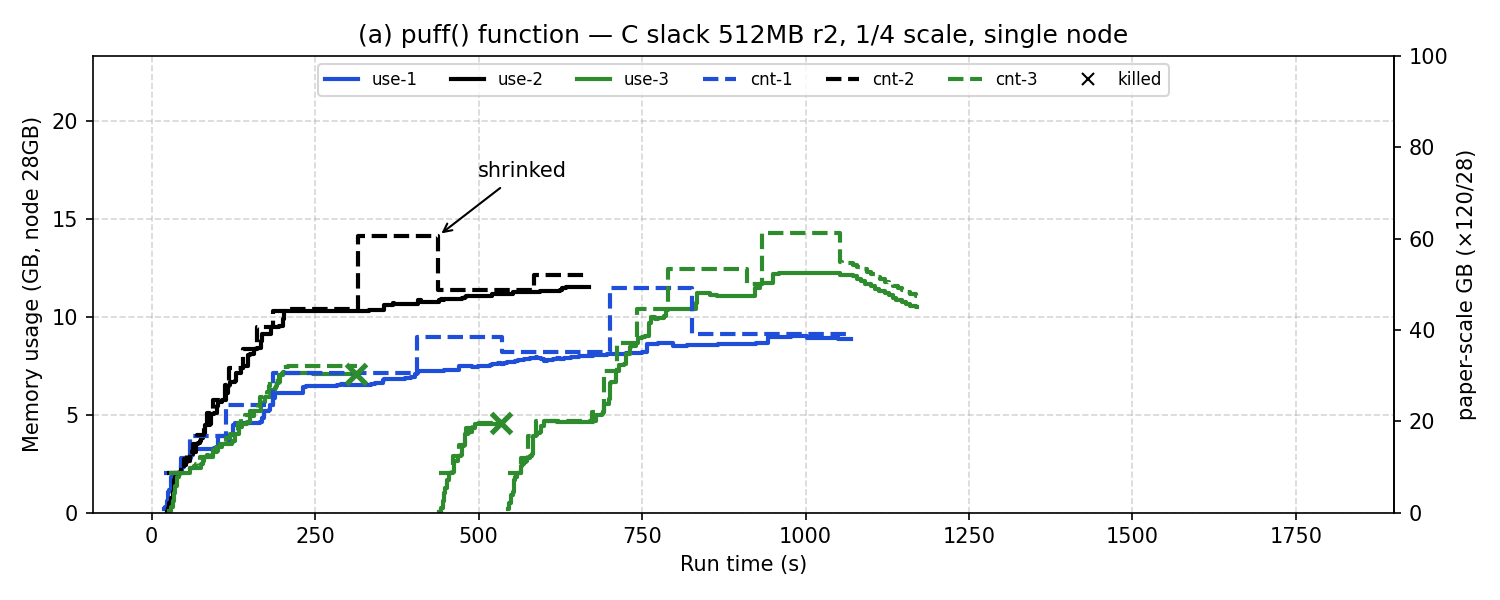 (a) puff() function — C slack 512MB r2, 1/4 scale, single node
use-1 use-2 use-3 cnt-1 cnt-2 cnt-3 killed
shrinked
Memory usage (GB, node 28GB)
20
15
10
5
0
100
80
60
40
20
0
paper-scale GB (×120/28)
0 250 500 750 1000 1250 1500 1750
Run time (s)